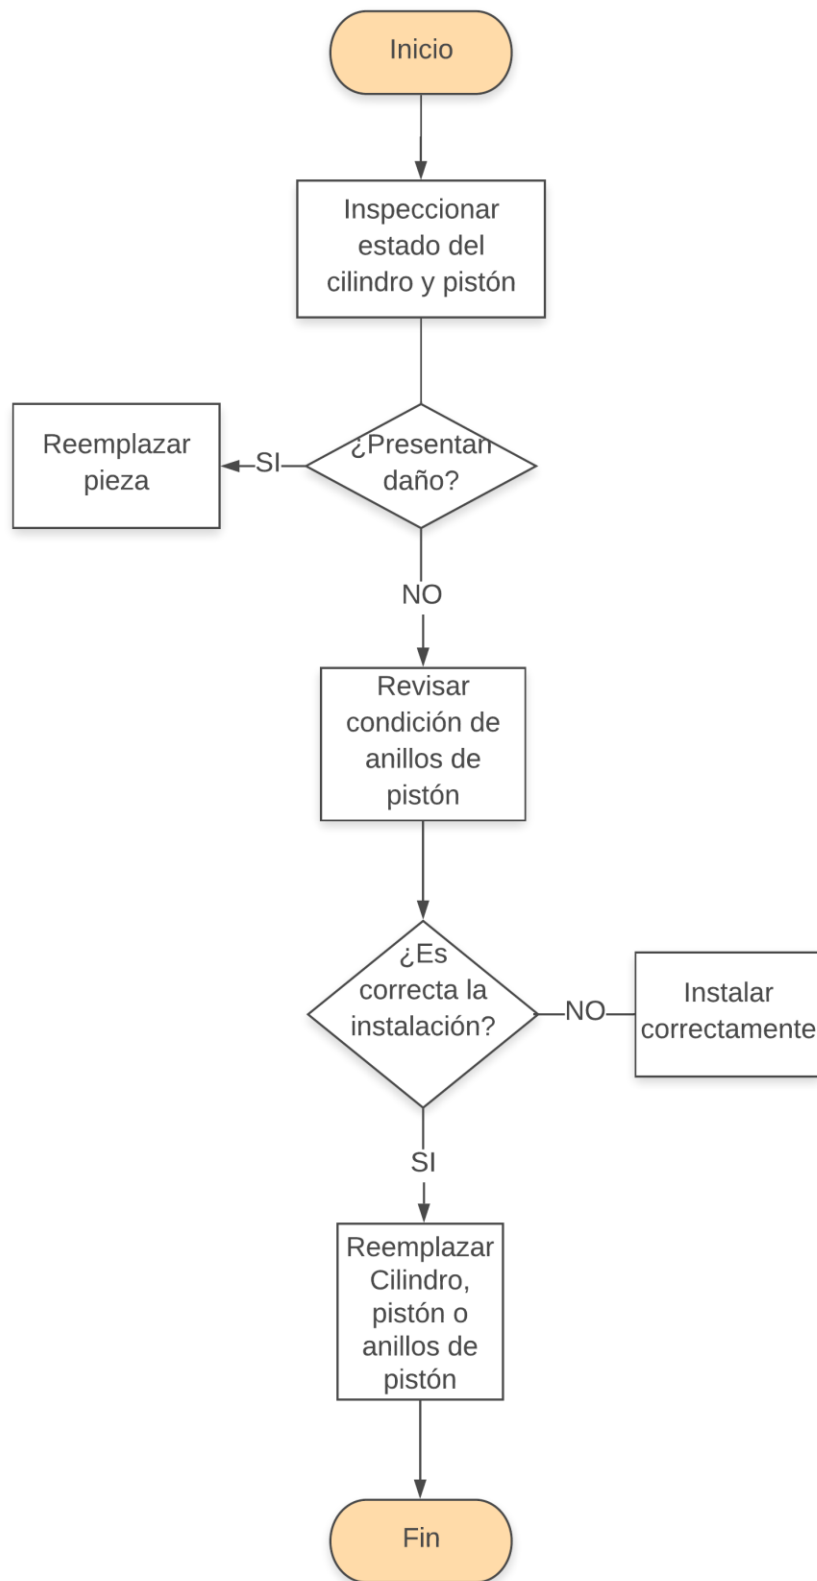 Inicio
Inspeccionar
estado del
cilindro y pistón
¿Presentan
daño?
SI
Reemplazar
pieza
NO
Revisar
condición de
anillos de
pistón
¿Es
correcta la
instalación?
NO
Instalar
correctamente
SI
Reemplazar
Cilindro,
pistón o
anillos de
pistón
Fin